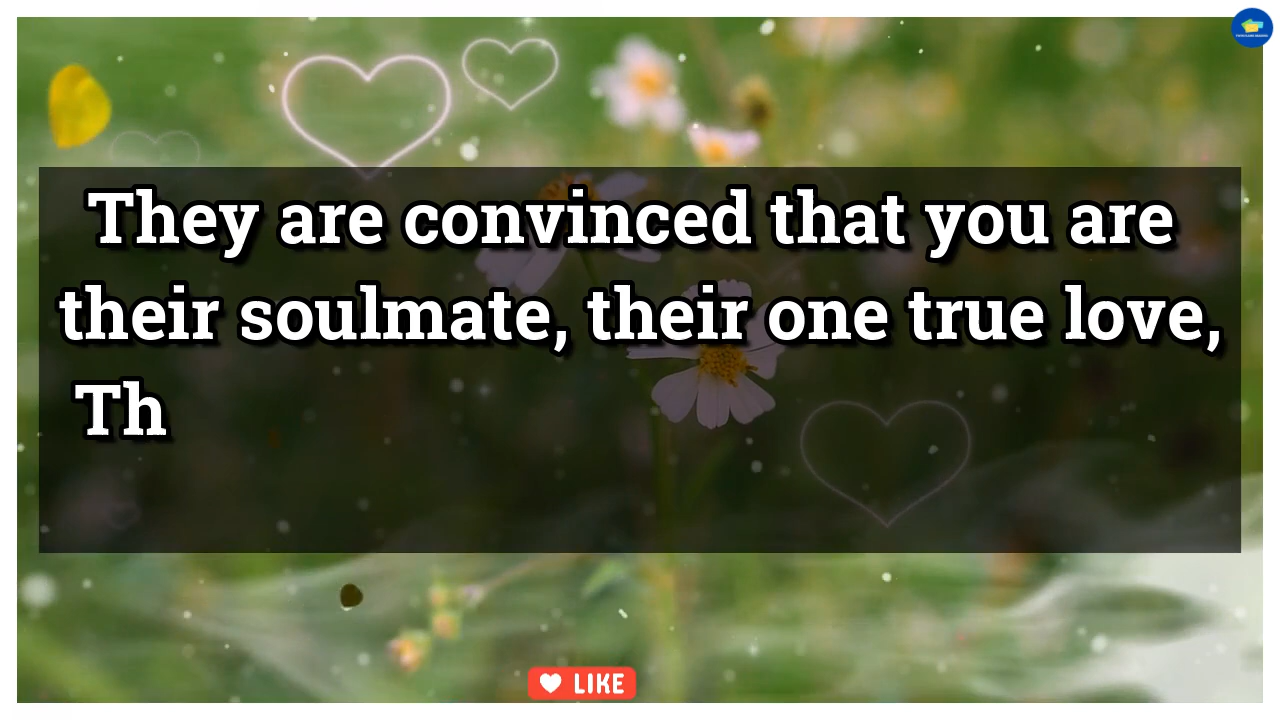 They are convinced that you are
their soulmate, their one true love,
Th
LIKE